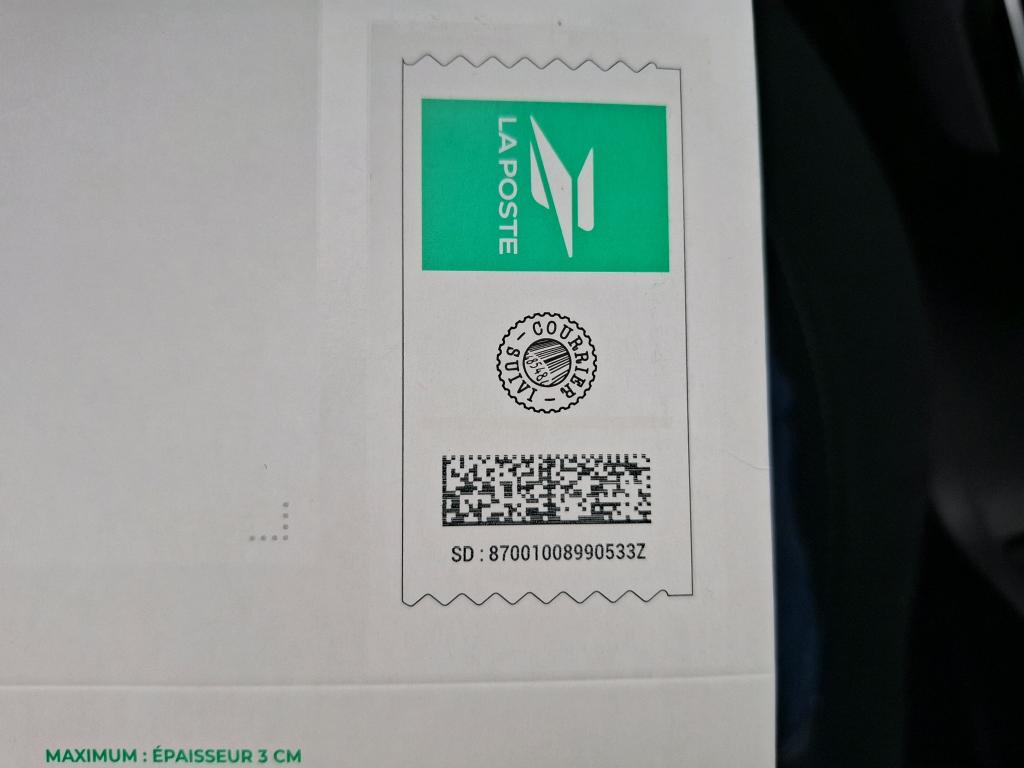 LA POSTE
COURRIER - SUIVI -
SD : 87001008990533Z
MAXIMUM : ÉPAISSEUR 3 CM